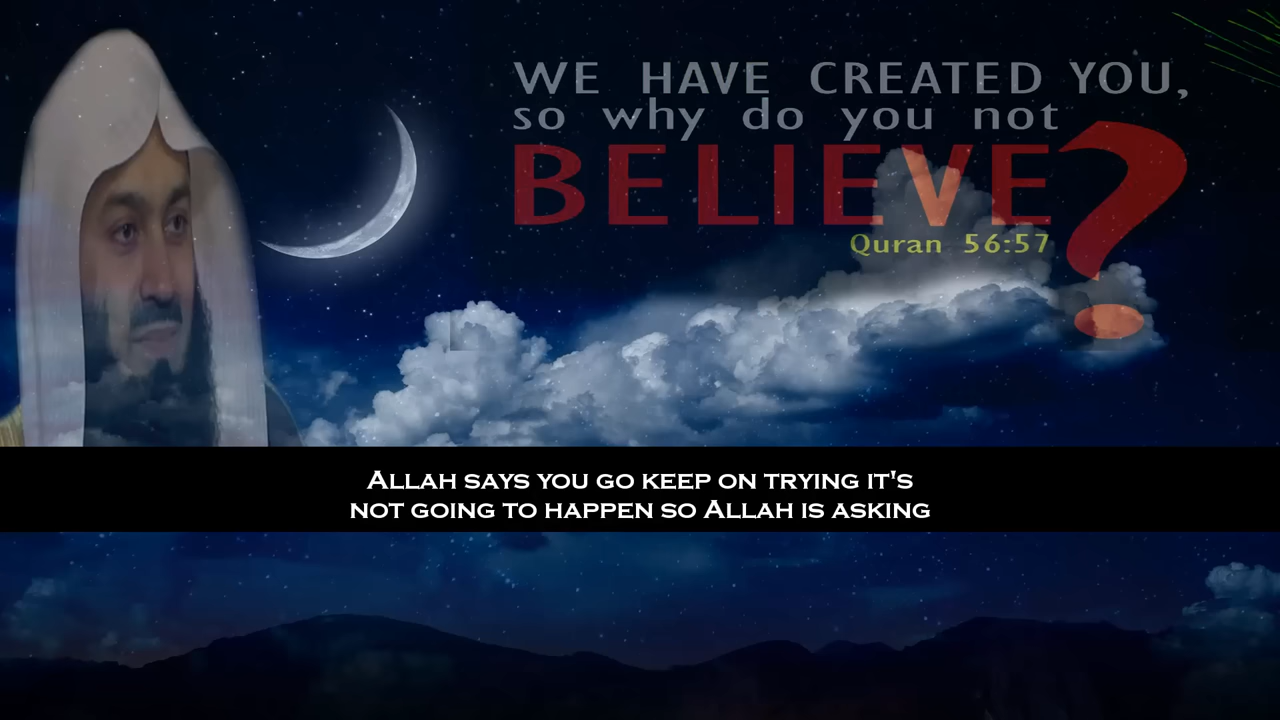 WE HAVE CREATED YOU,
so why do you not
BELIEVE?
Quran 56:57
ALLAH SAYS YOU GO KEEP ON TRYING IT'S
NOT GOING TO HAPPEN SO ALLAH IS ASKING